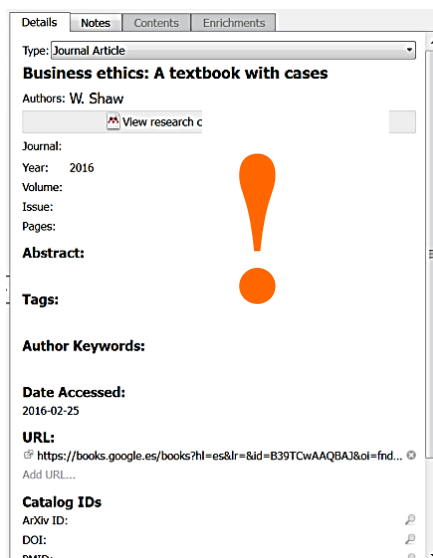 Details Notes Contents Enrichments
Type: Journal Article
Business ethics: A textbook with cases
Authors: W. Shaw
View research c
Journal:
Year: 2016
Volume:
Issue:
Pages:
!
Abstract:
Tags:
Author Keywords:
Date Accessed:
2016-02-25
URL:
https://books.google.es/books?hl=es&lr=&id=B39TCwAAQBAJ&oi=fnd...
Add URL...
Catalog IDs
ArXiv ID:
DOI:
PMID: